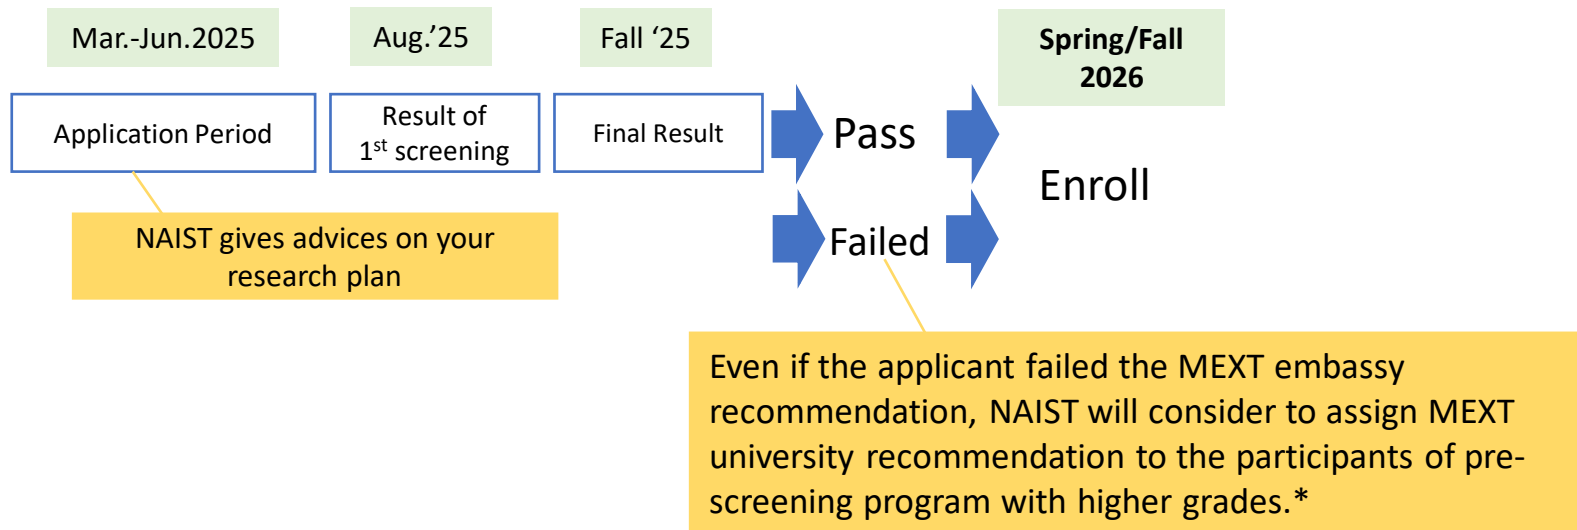 Mar.-Jun.2025
Aug.'25
Fall ‘25
Spring/Fall
2026
Application Period
Result of
1st screening
Final Result
Pass
Failed
Enroll
NAIST gives advices on your
research plan
Even if the applicant failed the MEXT embassy
recommendation, NAIST will consider to assign MEXT
university recommendation to the participants of pre-
screening program with higher grades.*